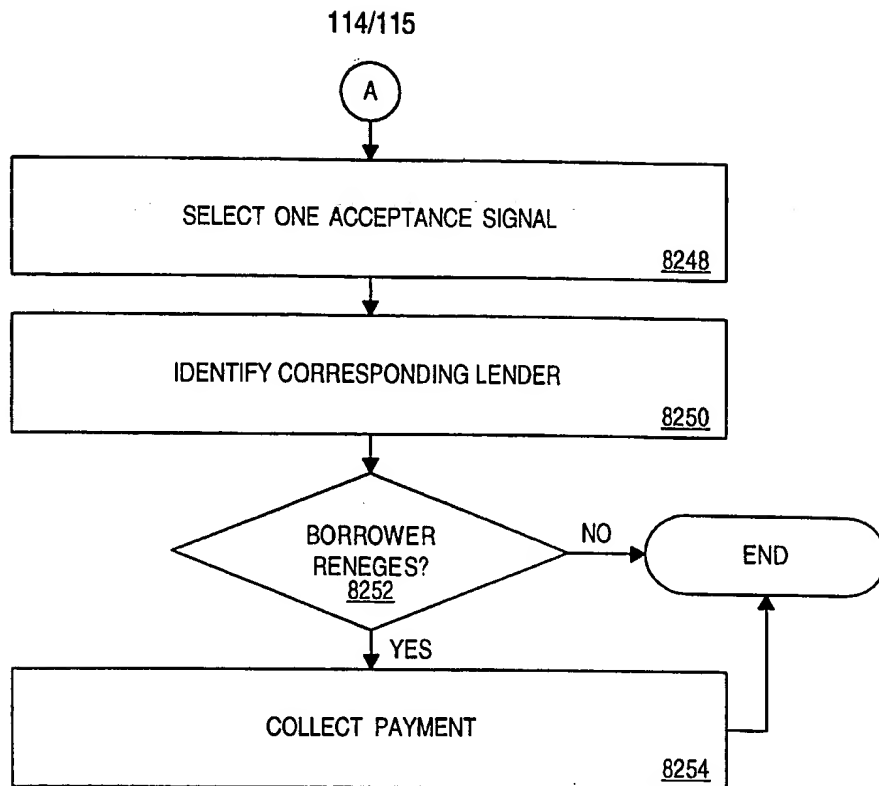 114/115
A
SELECT ONE ACCEPTANCE SIGNAL
8248
IDENTIFY CORRESPONDING LENDER
8250
BORROWER
RENEGES?
8252
NO
END
YES
COLLECT PAYMENT
8254